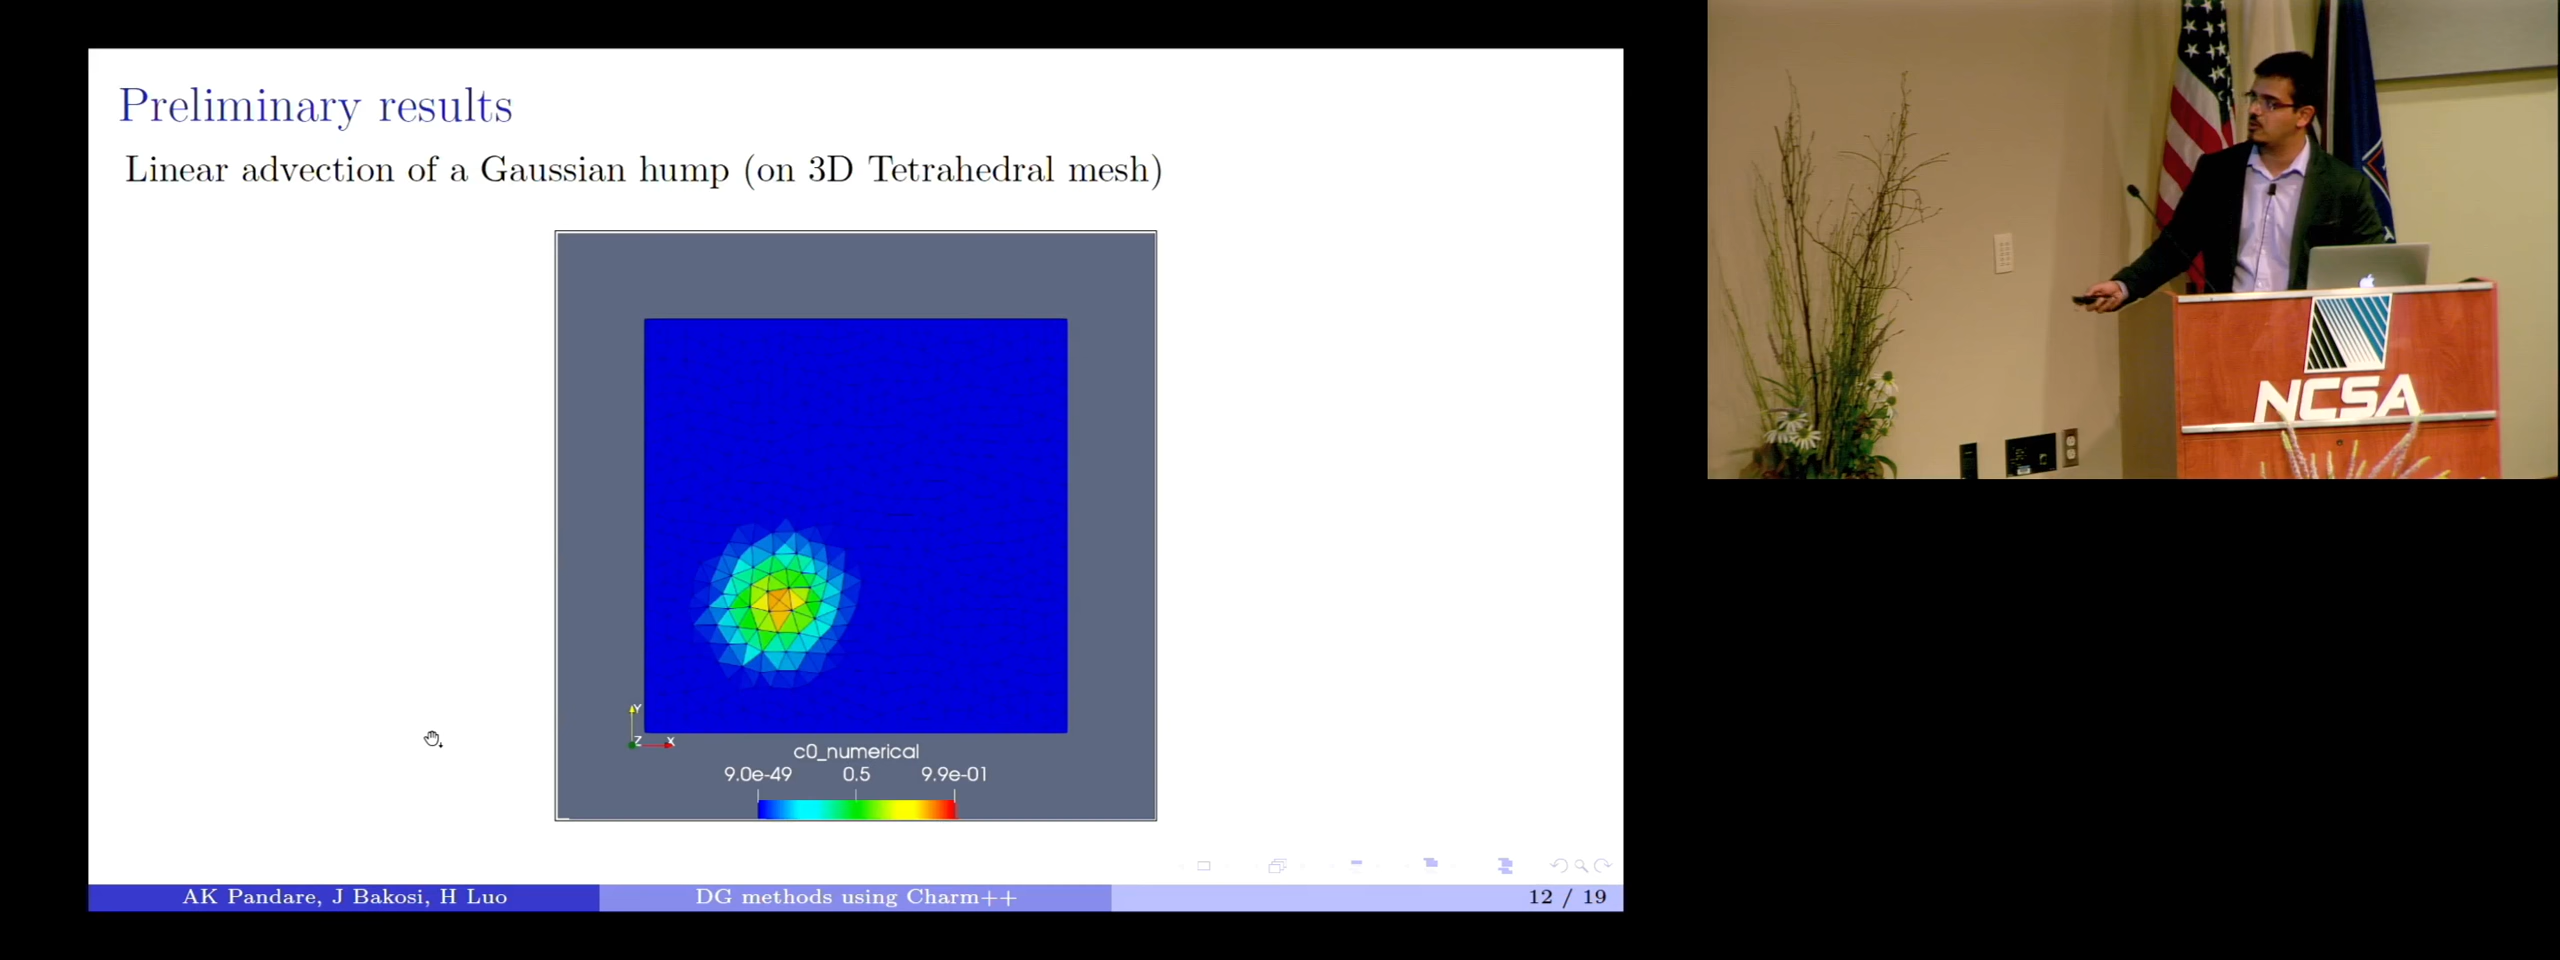 Preliminary results
Linear advection of a Gaussian hump (on 3D Tetrahedral mesh)
Y
Z X
c0_numerical
9.0e-49 0.5 9.9e-01
AK Pandare, J Bakosi, H Luo DG methods using Charm++ 12 / 19
NCSA